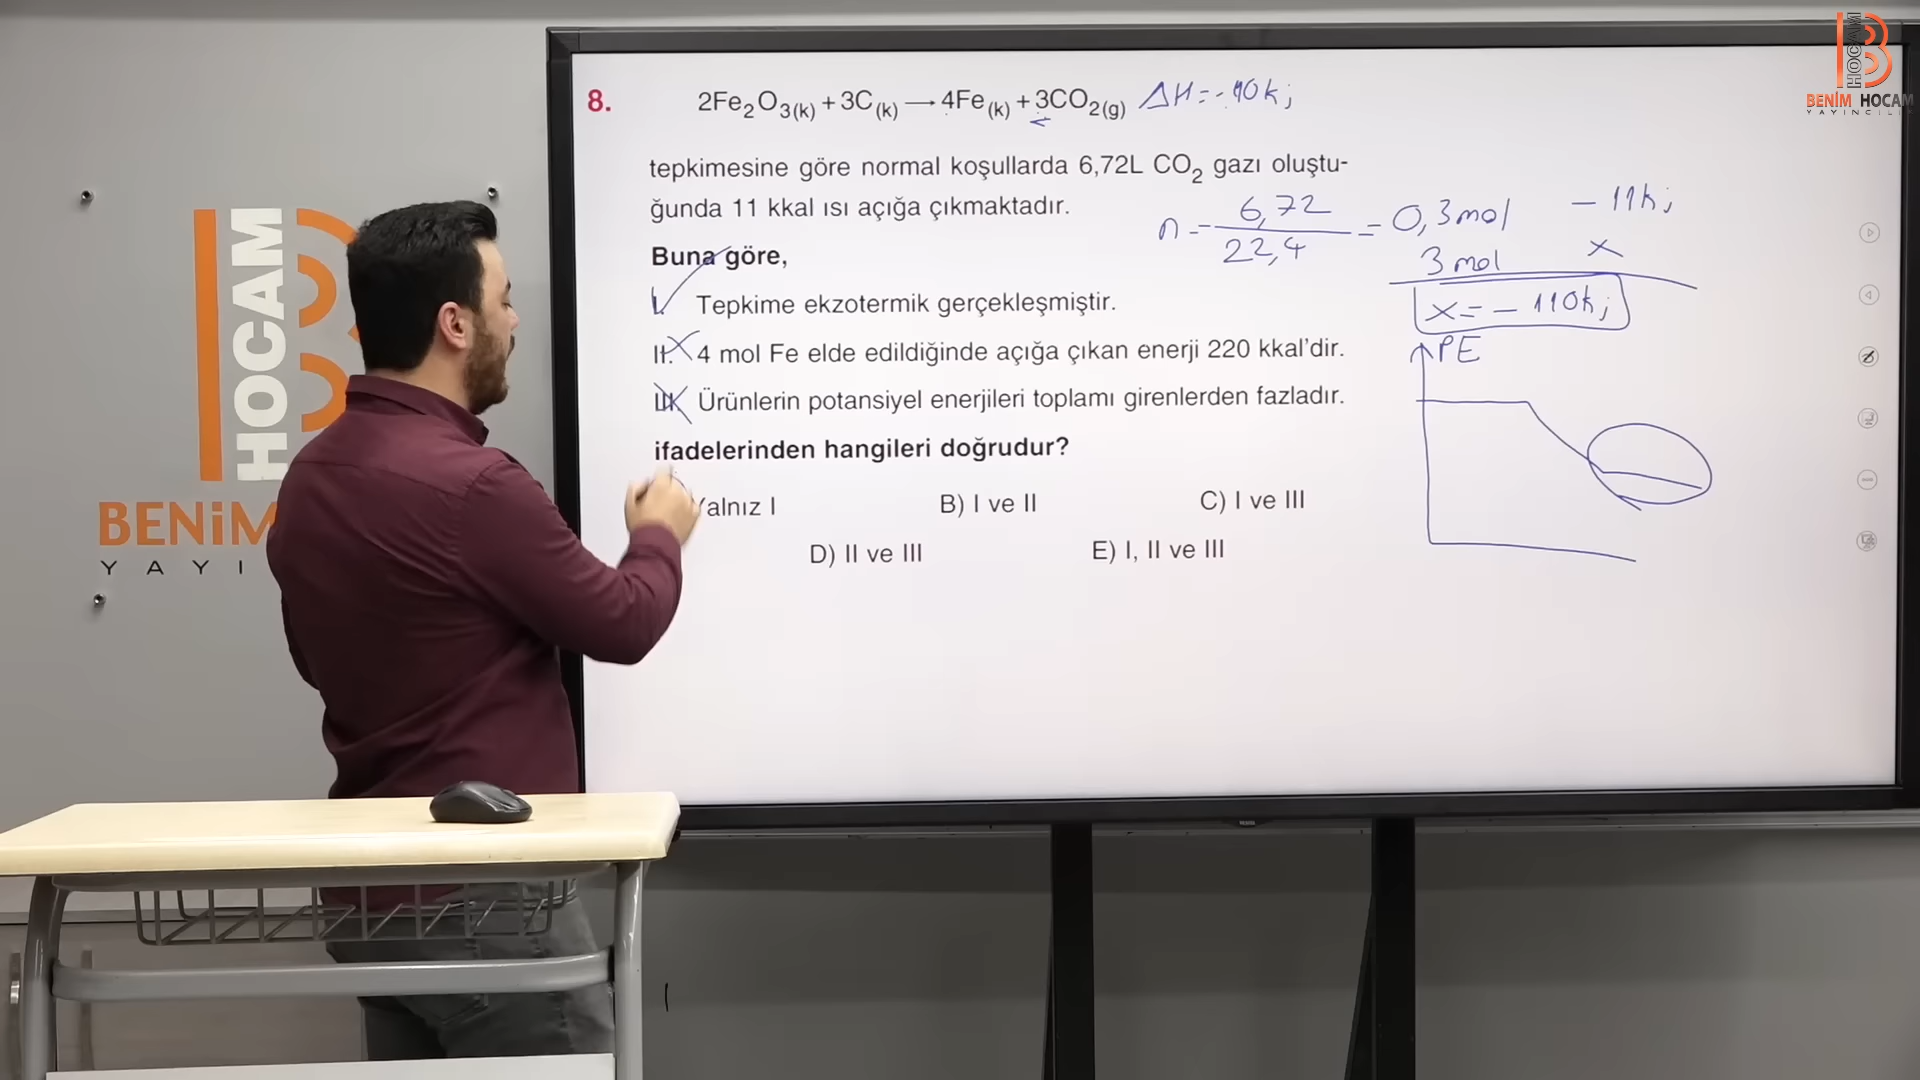 B HOCAM
BENİM HOCAM
YAYINCILIK
HOCAM
BENİM
YAYI
8. 2Fe2O3(k) + 3C(k) → 4Fe(k) + 3CO2(g) ΔH = -110kj
tepkimesine göre normal koşullarda 6,72L CO2 gazı oluştu-
ğunda 11 kkal ısı açığa çıkmaktadır.
n = 6,72 / 22,4 = 0,3 mol - 11kj
3 mol x
x = - 110kj
PE
Buna göre,
I. Tepkime ekzotermik gerçekleşmiştir.
II. 4 mol Fe elde edildiğinde açığa çıkan enerji 220 kkal'dir.
III. Ürünlerin potansiyel enerjileri toplamı girenlerden fazladır.
ifadelerinden hangileri doğrudur?
Yalnız I B) I ve II C) I ve III
D) II ve III E) I, II ve III